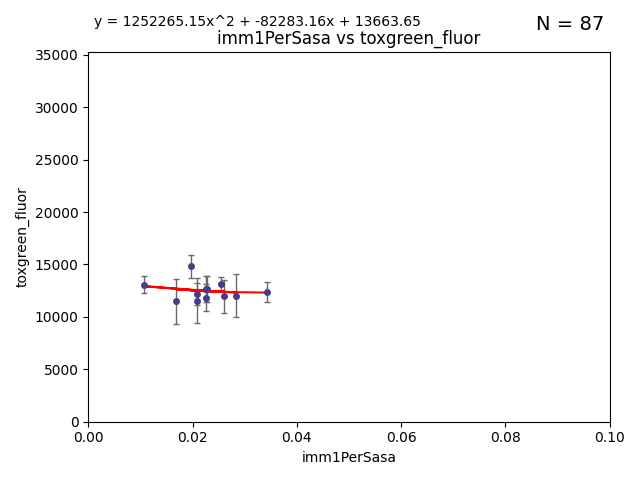 y = 1252265.15x^2 + -82283.16x + 13663.65
N = 87
imm1PerSasa vs toxgreen_fluor
35000
30000
25000
20000
15000
10000
5000
0
toxgreen_fluor
0.00 0.02 0.04 0.06 0.08 0.10
imm1PerSasa